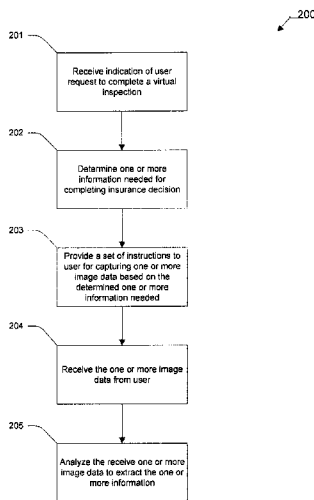 200
201
Receive indication of user
request to complete a virtual
inspection
202
Determine one or more
information needed for
completing insurance decision
203
Provide a set of instructions to
user for capturing one or more
image data based on the
determined one or more
information needed
204
Receive the one or more image
data from user
205
Analyze the receive one or more
image data to extract the one or
more information